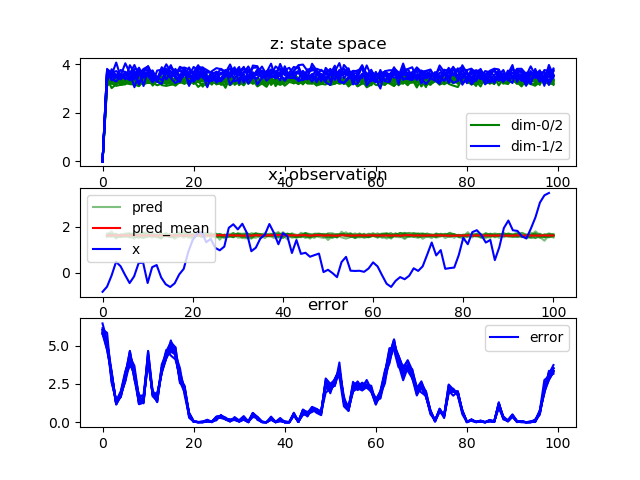 z: state space
4
2
0
dim-0/2
dim-1/2
0 20 40 60 80 100
x: observation
2
0
pred
pred_mean
x
0 20 40 60 80 100
error
5.0
2.5
0.0
error
0 20 40 60 80 100